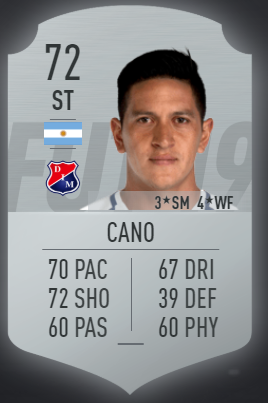 72
ST
DIM
3*SM 4*WF
CANO
70 PAC 67 DRI
72 SHO 39 DEF
60 PAS 60 PHY